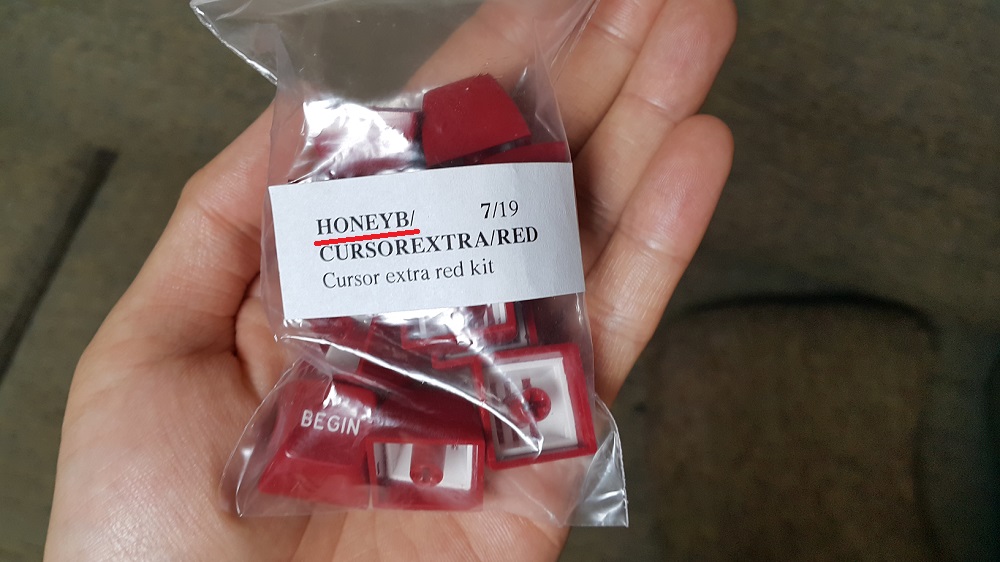 HONEYB/ 7/19
CURSOREXTRA/RED
Cursor extra red kit
BEGIN